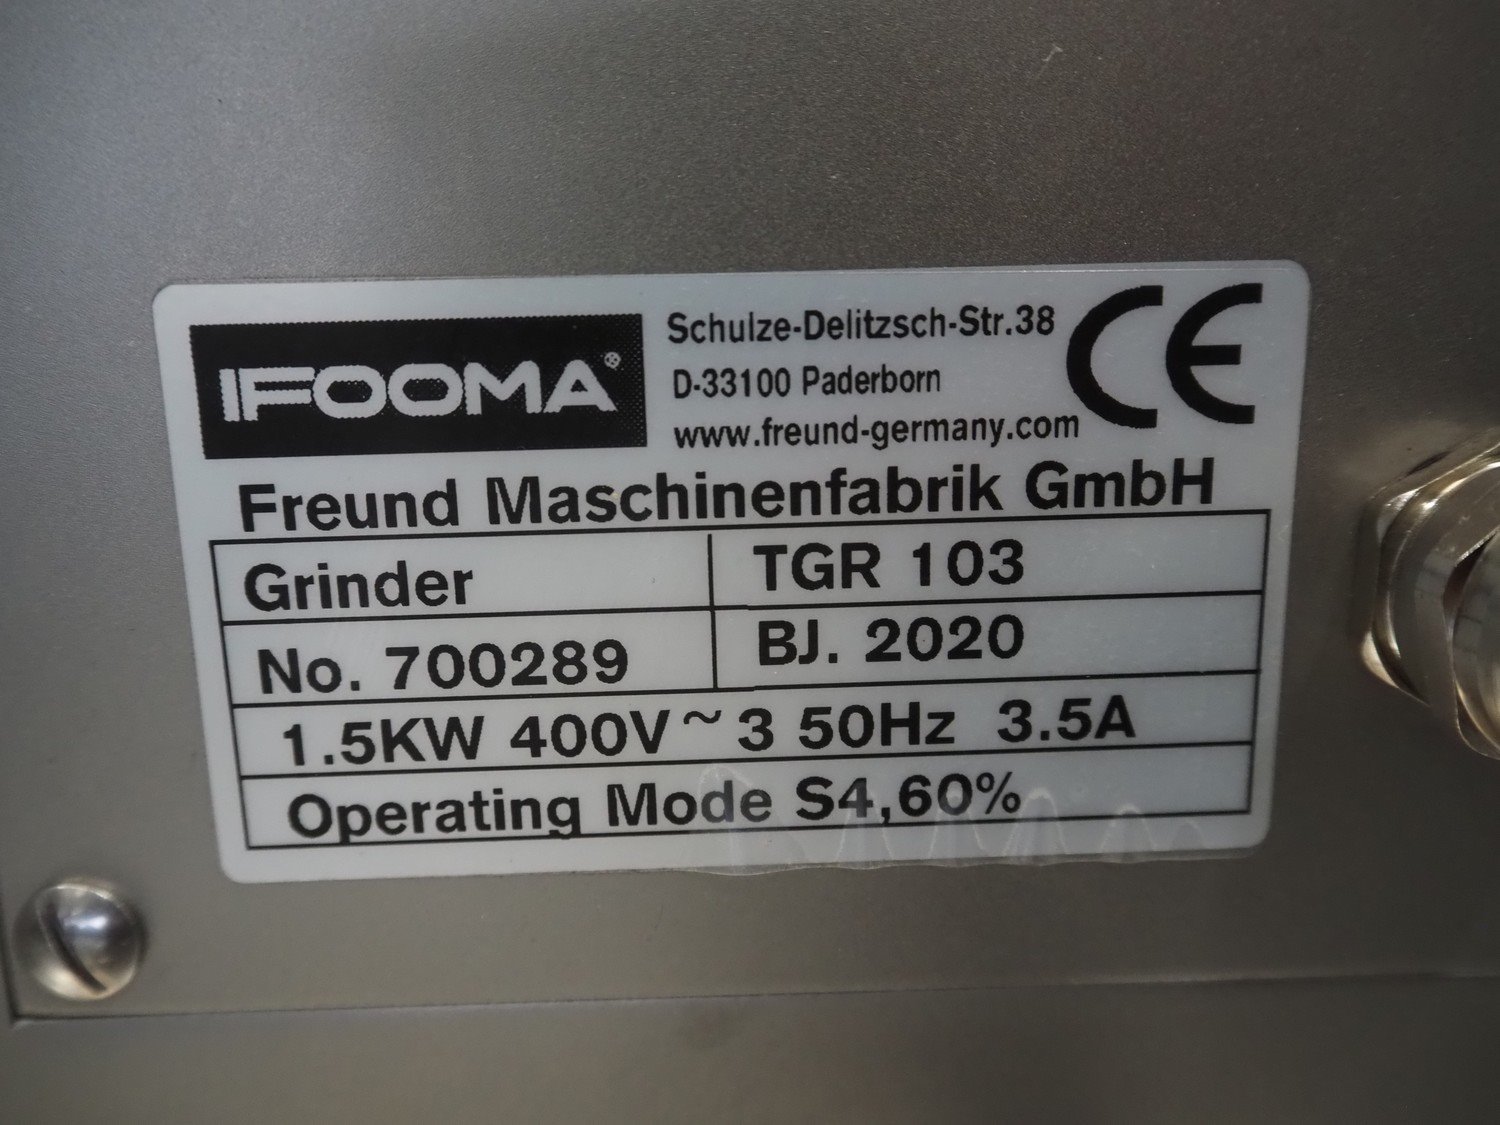 IFOOMA®
Schulze-Delitzsch-Str.38
D-33100 Paderborn
www.freund-germany.com
CE
Freund Maschinenfabrik GmbH
Grinder TGR 103
No. 700289 BJ. 2020
1.5KW 400V~3 50Hz 3.5A
Operating Mode S4,60%